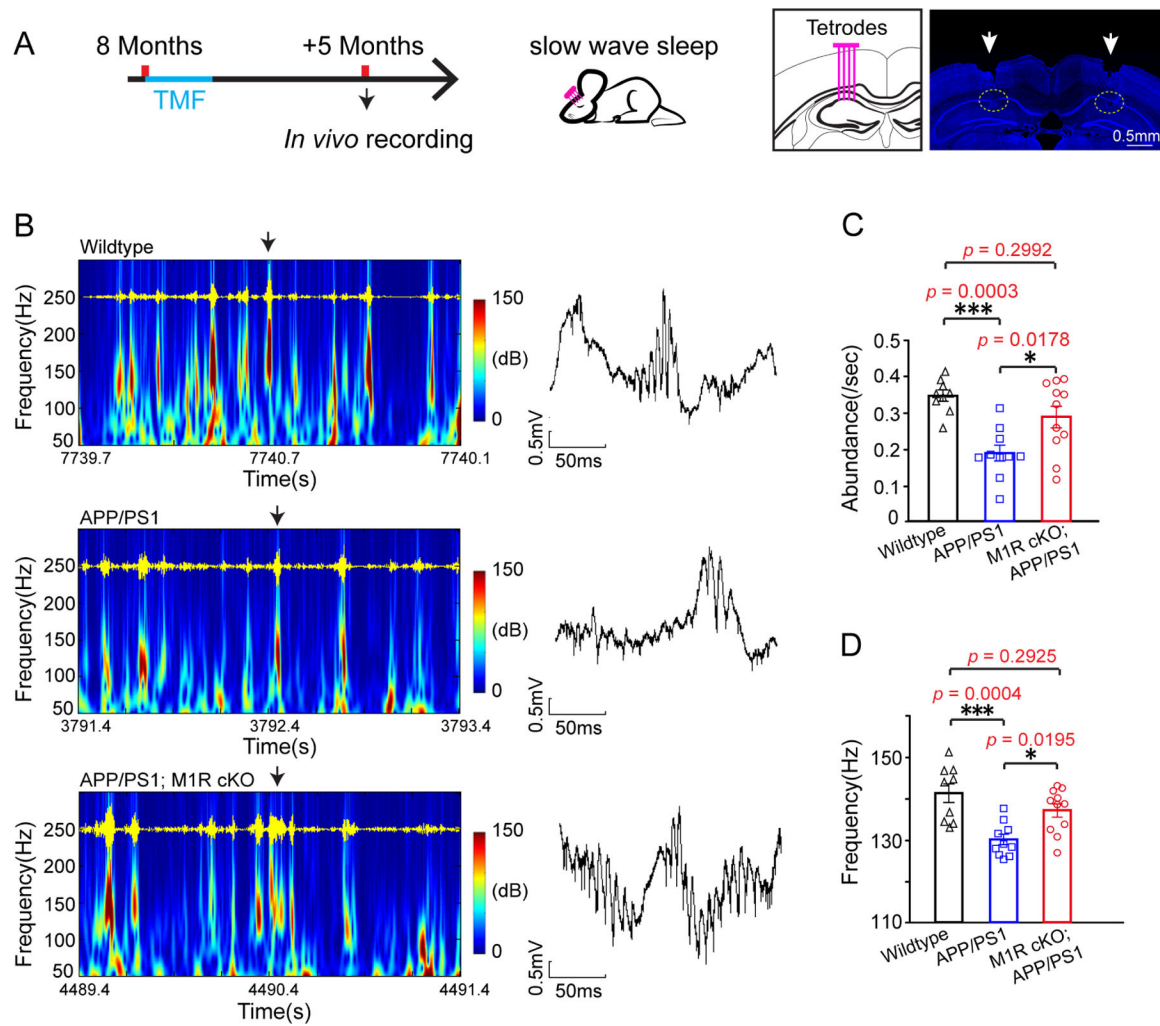 A
8 Months
+5 Months
TMF
In vivo recording
slow wave sleep
Tetrodes
0.5mm
B
Wildtype
Frequency(Hz)
250
200
150
100
50
7739.7
7740.7
7740.1
Time(s)
150
(dB)
0
0.5mV
50ms
APP/PS1
Frequency(Hz)
250
200
150
100
50
3791.4
3792.4
3793.4
Time(s)
150
(dB)
0
0.5mV
50ms
APP/PS1; M1R cKO
Frequency(Hz)
250
200
150
100
50
4489.4
4490.4
4491.4
Time(s)
150
(dB)
0
0.5mV
50ms
C
p = 0.2992
p = 0.0003
***
p = 0.0178
*
Abundance(/sec)
0.5
0.4
0.3
0.2
0.1
0
Wildtype
APP/PS1
M1R cKO;
APP/PS1
D
p = 0.2925
p = 0.0004
***
p = 0.0195
*
Frequency(Hz)
150
130
110
Wildtype
APP/PS1
M1R cKO;
APP/PS1